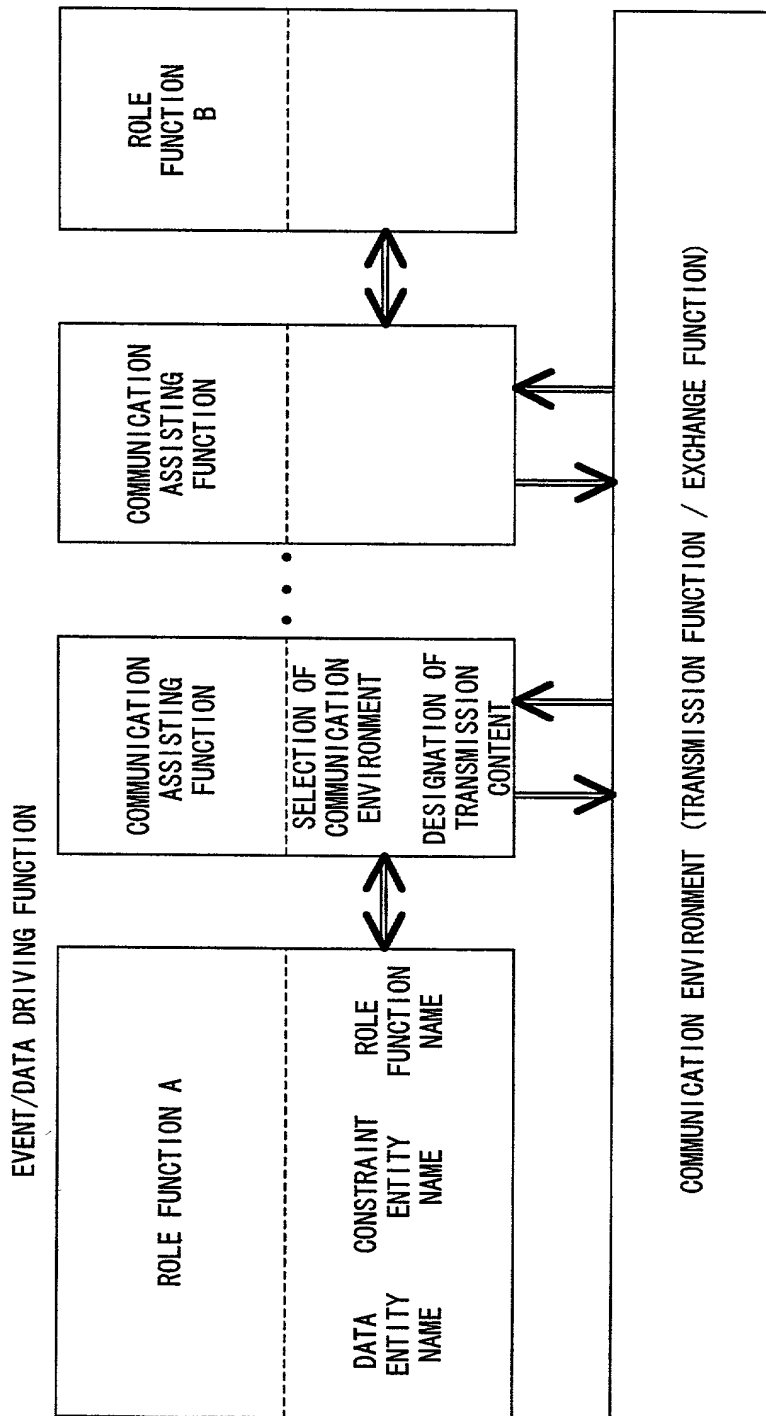 EVENT/DATA DRIVING FUNCTION
ROLE FUNCTION A
DATA
ENTITY
NAME
CONSTRAINT
ENTITY
NAME
ROLE
FUNCTION
NAME
COMMUNICATION
ASSISTING
FUNCTION
SELECTION OF
COMMUNICATION
ENVIRONMENT
DESIGNATION OF
TRANSMISSION
CONTENT
COMMUNICATION
ASSISTING
FUNCTION
ROLE
FUNCTION
B
COMMUNICATION ENVIRONMENT (TRANSMISSION FUNCTION / EXCHANGE FUNCTION)